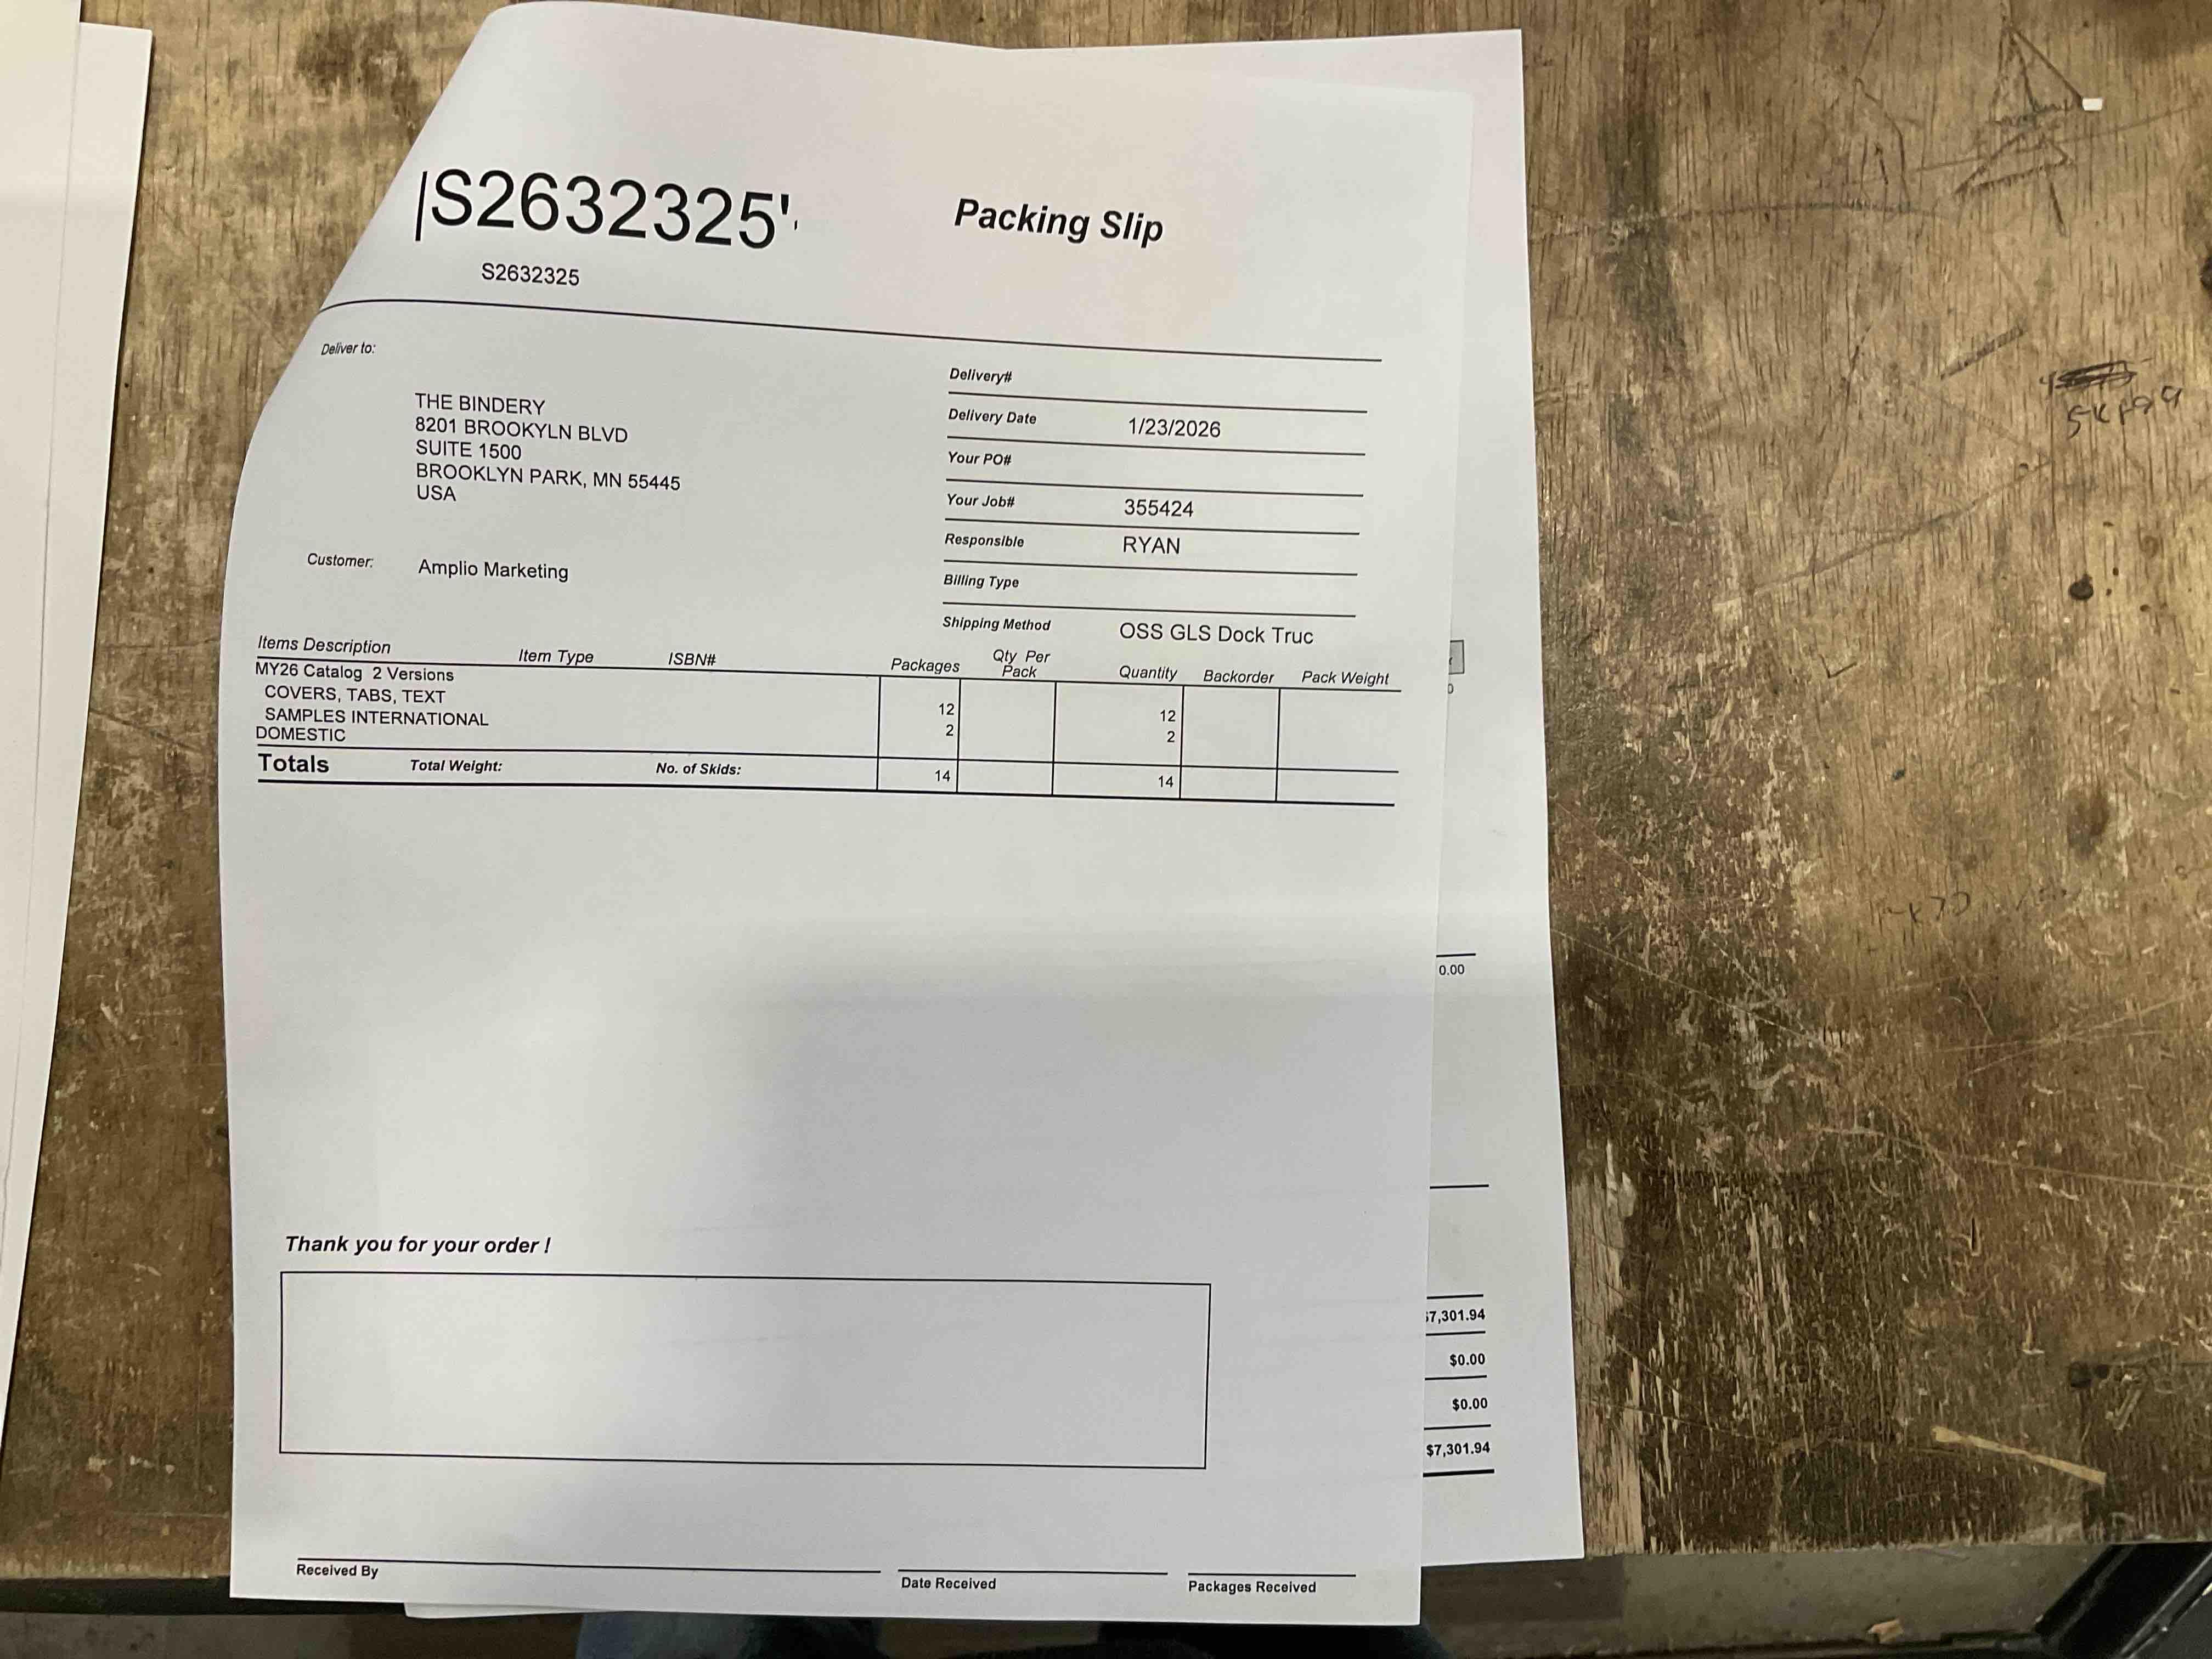 |S2632325'
Packing Slip
S2632325
Deliver to:
THE BINDERY
8201 BROOKYLN BLVD
SUITE 1500
BROOKLYN PARK, MN 55445
USA
Customer: Amplio Marketing
Delivery#
Delivery Date 1/23/2026
Your PO#
Your Job# 355424
Responsible RYAN
Billing Type
Shipping Method OSS GLS Dock Truc
Items Description Item Type ISBN# Packages Qty Per Pack Quantity Backorder Pack Weight
MY26 Catalog 2 Versions
COVERS, TABS, TEXT
SAMPLES INTERNATIONAL 12 12
DOMESTIC 2 2
Totals Total Weight: No. of Skids: 14 14
0.00
Thank you for your order !
7,301.94
$0.00
$0.00
$7,301.94
Received By
Date Received
Packages Received